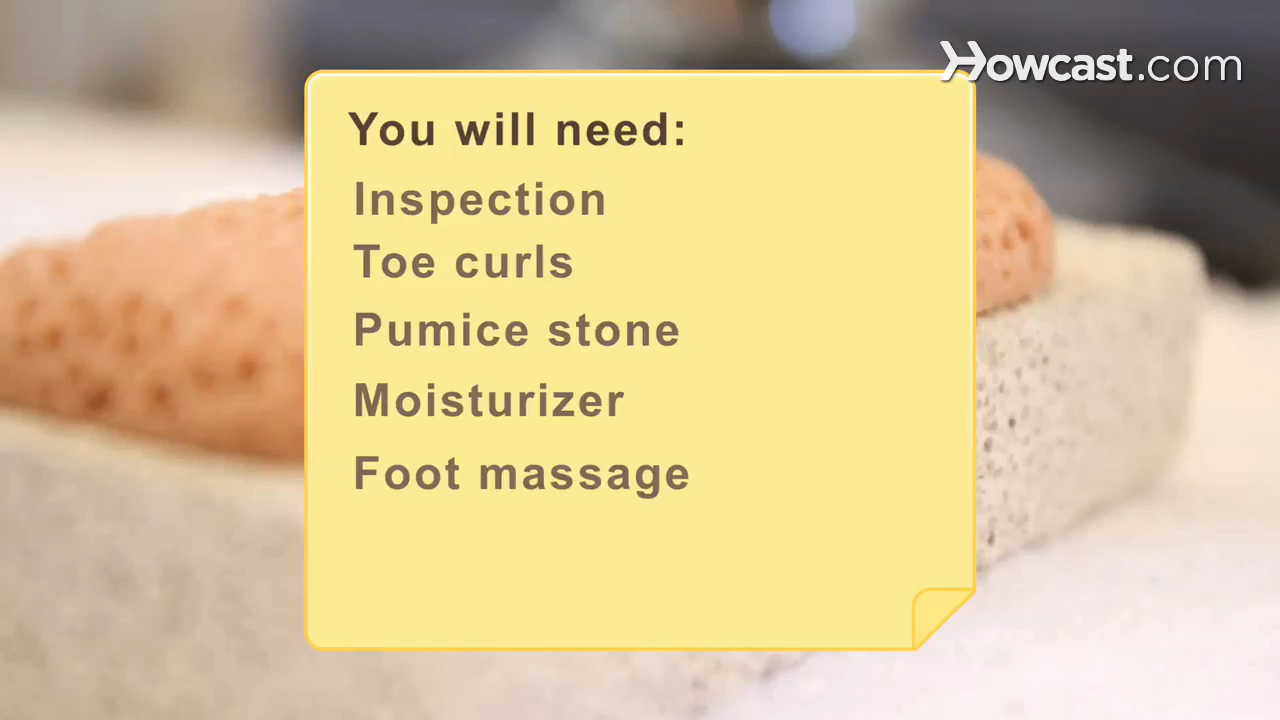 Howcast.com
You will need:
Inspection
Toe curls
Pumice stone
Moisturizer
Foot massage